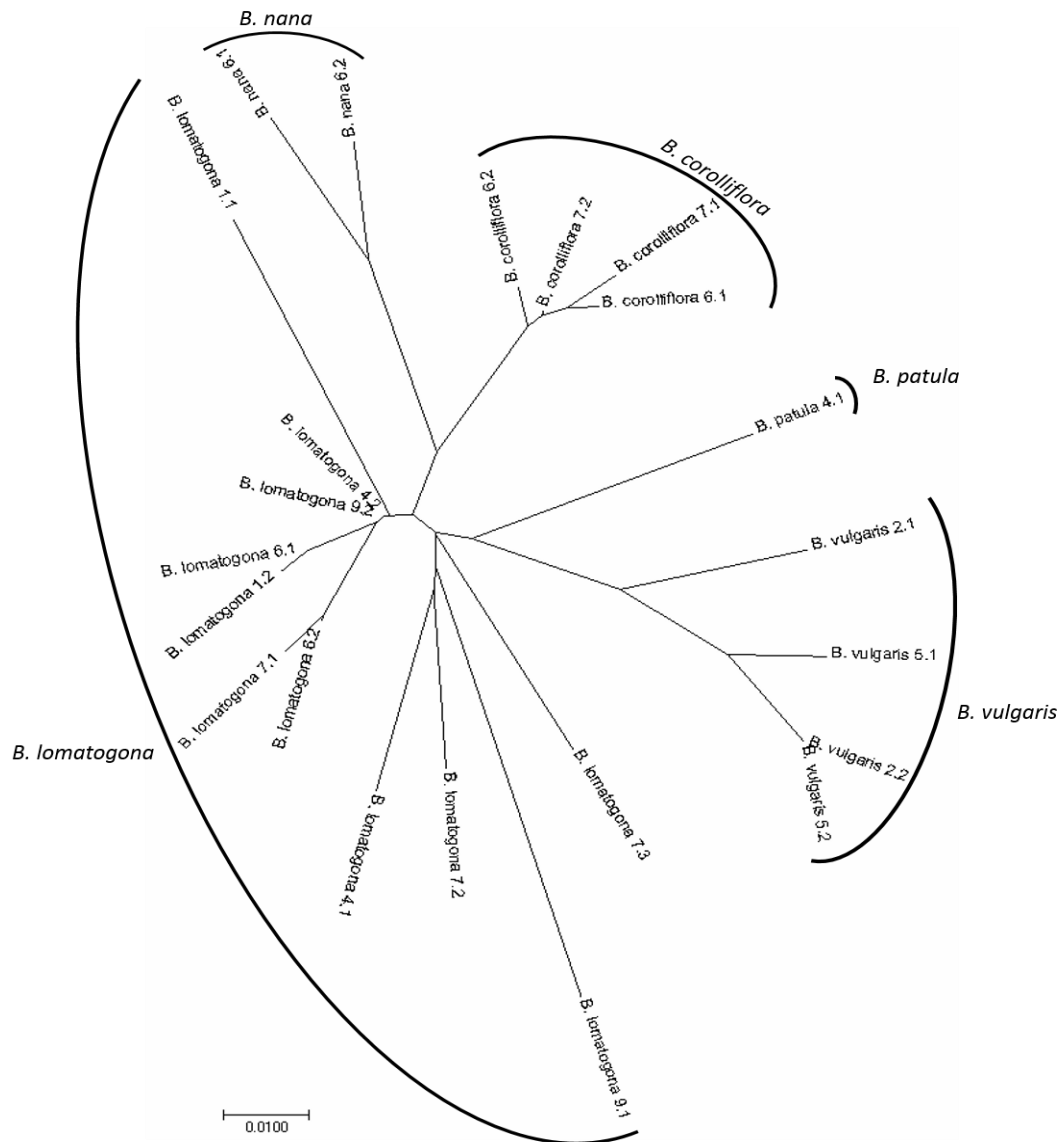 B. nana
B. nana 6.1
B. nana 6.2
B. lomatogona 1.1
B. corolliflora
B. corolliflora 6.2
B. corolliflora 7.2
B. corolliflora 7.1
B. corolliflora 6.1
B. patula
B. patula 4.1
B. lomatogona 4.2
B. lomatogona 9.2
B. lomatogona 6.1
B. lomatogona 1.2
B. lomatogona 7.1
B. lomatogona 6.2
B. vulgaris 2.1
B. vulgaris 5.1
B. vulgaris
B. vulgaris 2.2
B. vulgaris 5.2
B. lomatogona
B. lomatogona 4.1
B. lomatogona 7.2
B. lomatogona 7.3
B. lomatogona 9.1
0.0100